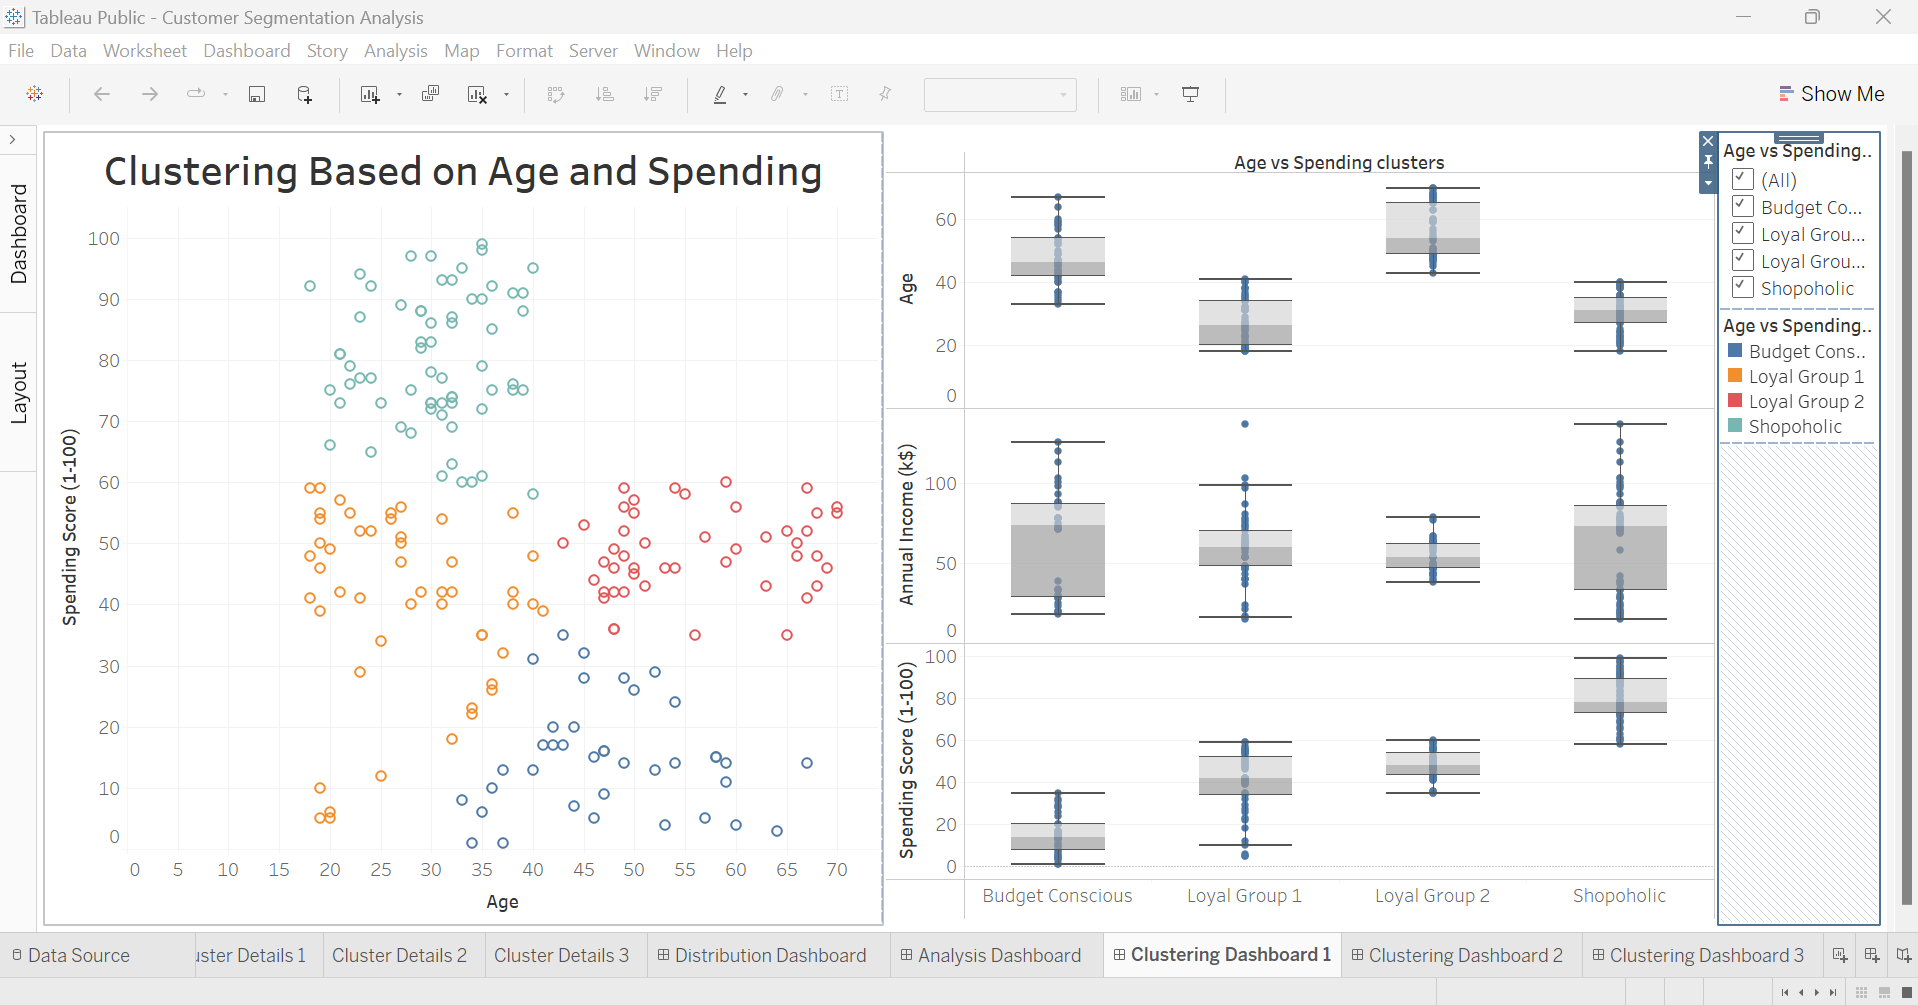 Tableau Public - Customer Segmentation Analysis
File Data Worksheet Dashboard Story Analysis Map Format Server Window Help
Show Me
Dashboard
Layout
Clustering Based on Age and Spending
Spending Score (1-100)
100
90
80
70
60
50
40
30
20
10
0
0 5 10 15 20 25 30 35 40 45 50 55 60 65 70
Age
Age vs Spending clusters
Age
60
40
20
0
Annual Income (k$)
100
50
0
Spending Score (1-100)
100
80
60
40
20
0
Budget Conscious Loyal Group 1 Loyal Group 2 Shopoholic
Age vs Spending..
(All)
Budget Co...
Loyal Grou...
Loyal Grou...
Shopoholic
Age vs Spending..
Budget Cons..
Loyal Group 1
Loyal Group 2
Shopoholic
Data Source uster Details 1 Cluster Details 2 Cluster Details 3 Distribution Dashboard Analysis Dashboard Clustering Dashboard 1 Clustering Dashboard 2 Clustering Dashboard 3